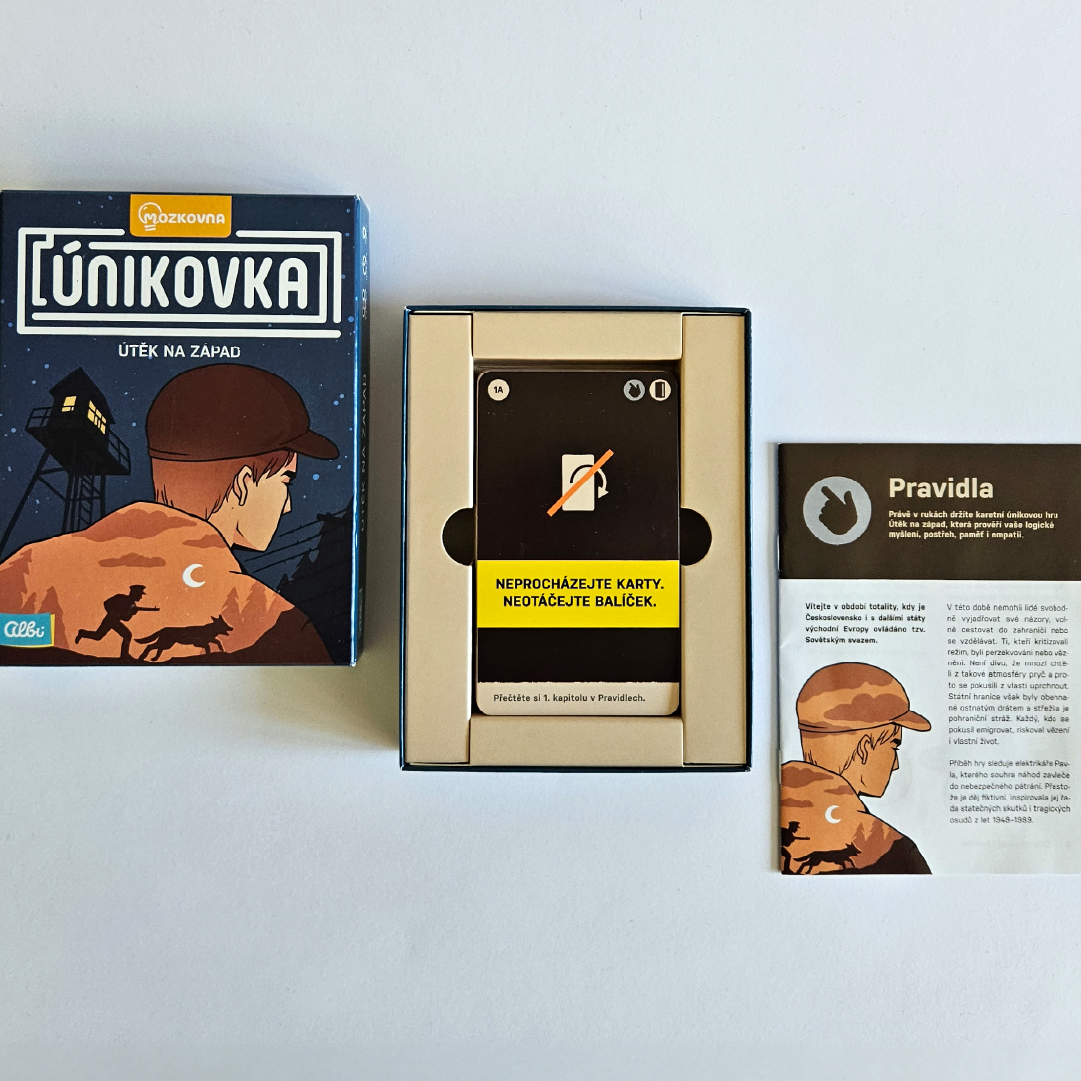 MOZKOVNA
ÚNIKOVKA
ÚTĚK NA ZÁPAD
Albi
1A
NEPROCHÁZEJTE KARTY.
NEOTÁČEJTE BALÍČEK.
Přečtěte si 1. kapitolu v Pravidlech.
Pravidla
Právě v rukách držíte karetní únikovou hru
Útěk na západ, která prověří vaše logické
myšlení, postřeh, paměť i empatii.
Vítejte v období totality, kdy je
Československo i s dalšími státy
východní Evropy ovládáno tzv.
Sovětským svazem.
V této době nemohli lidé svobod-
ně vyjadřovat své názory, vol-
ně cestovat do zahraničí nebo
se vzdělávat. Ti, kteří kritizovali
režim, byli perzekvováni nebo věz-
něni. Není divu, že mnozí chtě-
li z takové atmosféry pryč a pro-
to se pokusili z vlasti uprchnout.
Státní hranice však byly obehna-
né ostnatým drátem a střežila je
pohraniční stráž. Každý, kdo se
pokusil emigrovat, riskoval vězení
i vlastní život.
Příběh hry sleduje elektrikáře Pav-
la, kterého souhra náhod zavleče
do nebezpečného pátrání. Přesto-
že je děj fiktivní, inspirovala jej řa-
da statečných skutků i tragických
osudů z let 1948–1989.